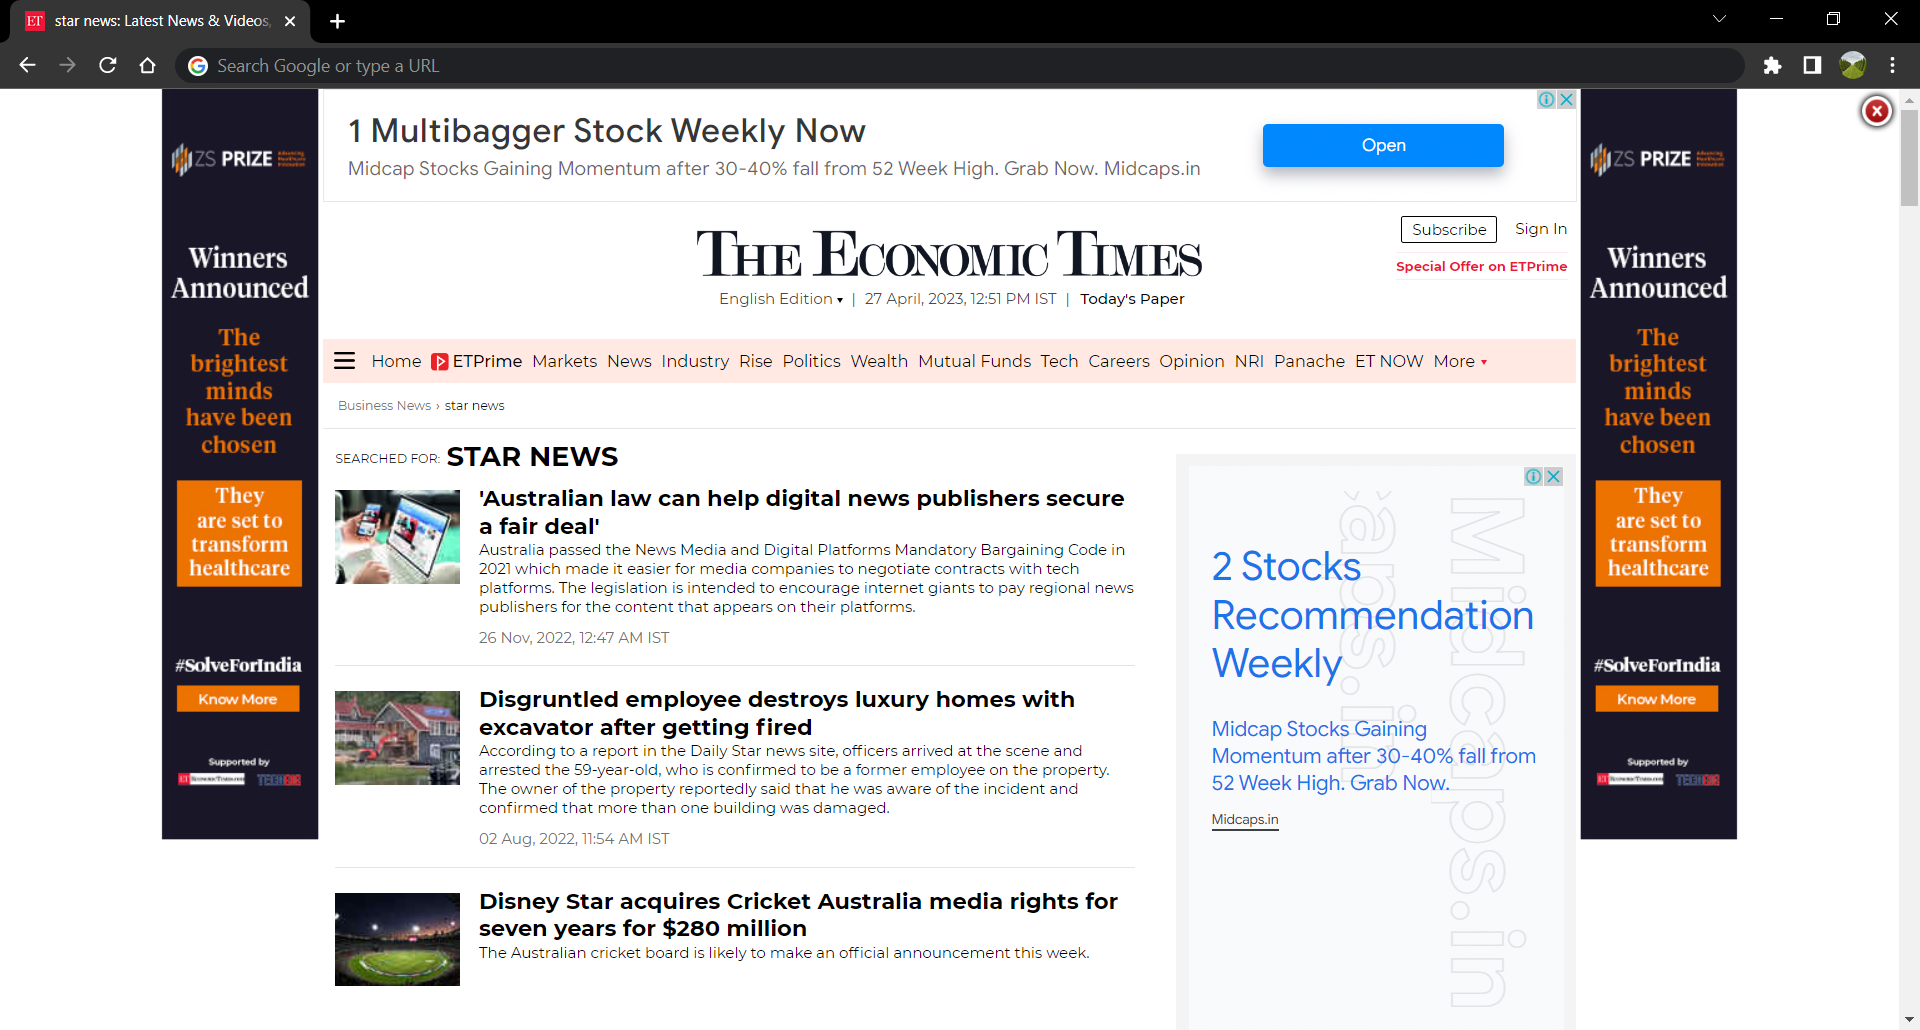 star news: Latest News & Videos,
Search Google or type a URL
1 Multibagger Stock Weekly Now
Midcap Stocks Gaining Momentum after 30-40% fall from 52 Week High. Grab Now. Midcaps.in
Open
THE ECONOMIC TIMES
English Edition ▾ | 27 April, 2023, 12:51 PM IST | Today's Paper
Subscribe Sign In
Special Offer on ETPrime
Home ETPrime Markets News Industry Rise Politics Wealth Mutual Funds Tech Careers Opinion NRI Panache ET NOW More ▾
Business News › star news
SEARCHED FOR: STAR NEWS
'Australian law can help digital news publishers secure
a fair deal'
Australia passed the News Media and Digital Platforms Mandatory Bargaining Code in
2021 which made it easier for media companies to negotiate contracts with tech
platforms. The legislation is intended to encourage internet giants to pay regional news
publishers for the content that appears on their platforms.
26 Nov, 2022, 12:47 AM IST
Disgruntled employee destroys luxury homes with
excavator after getting fired
According to a report in the Daily Star news site, officers arrived at the scene and
arrested the 59-year-old, who is confirmed to be a former employee on the property.
The owner of the property reportedly said that he was aware of the incident and
confirmed that more than one building was damaged.
02 Aug, 2022, 11:54 AM IST
Disney Star acquires Cricket Australia media rights for
seven years for $280 million
The Australian cricket board is likely to make an official announcement this week.
2 Stocks
Recommendation
Weekly
Midcap Stocks Gaining
Momentum after 30-40% fall from
52 Week High. Grab Now.
Midcaps.in
Midcaps.in
ZS PRIZE
Winners
Announced
The
brightest
minds
have been
chosen
They
are set to
transform
healthcare
#SolveForIndia
Know More
Supported by
ZS PRIZE
Winners
Announced
The
brightest
minds
have been
chosen
They
are set to
transform
healthcare
#SolveForIndia
Know More
Supported by